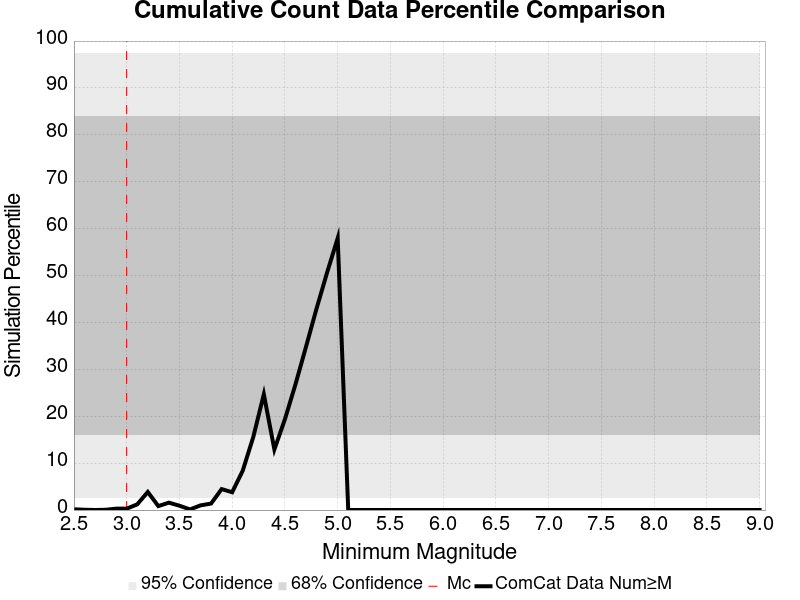 Cumulative Count Data Percentile Comparison
100
90
80
70
60
50
40
30
20
10
0
Simulation Percentile
2.5 3.0 3.5 4.0 4.5 5.0 5.5 6.0 6.5 7.0 7.5 8.0 8.5 9.0
Minimum Magnitude
95% Confidence 68% Confidence Mc ComCat Data Num≥M